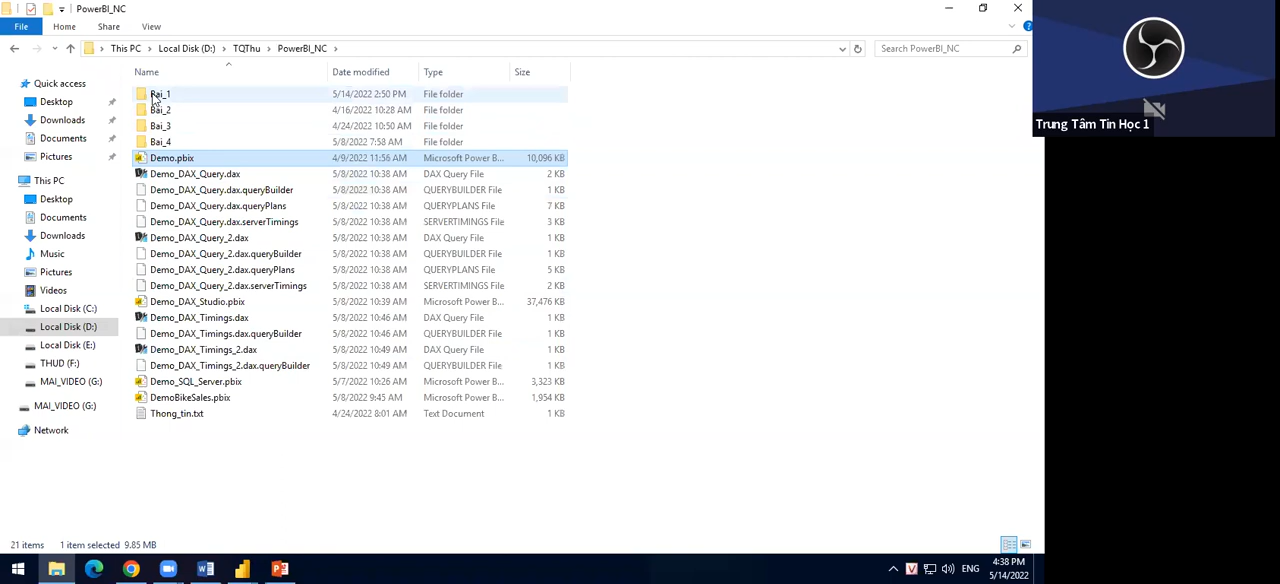 PowerBI_NC
File Home Share View
This PC > Local Disk (D:) > TQThu > PowerBI_NC >
Search PowerBI_NC
Name Date modified Type Size
Quick access
Desktop
Downloads
Documents
Pictures
This PC
Desktop
Documents
Downloads
Music
Pictures
Videos
Local Disk (C:)
Local Disk (D:)
Local Disk (E:)
THUD (F:)
MAI_VIDEO (G:)
MAI_VIDEO (G:)
Network
Bai_1 5/14/2022 2:50 PM File folder
Bai_2 4/16/2022 10:28 AM File folder
Bai_3 4/24/2022 10:50 AM File folder
Bai_4 5/8/2022 7:58 AM File folder
Demo.pbix 4/9/2022 11:56 AM Microsoft Power B... 10,096 KB
Demo_DAX_Query.dax 5/8/2022 10:38 AM DAX Query File 2 KB
Demo_DAX_Query.dax.queryBuilder 5/8/2022 10:38 AM QUERYBUILDER File 1 KB
Demo_DAX_Query.dax.queryPlans 5/8/2022 10:38 AM QUERYPLANS File 7 KB
Demo_DAX_Query.dax.serverTimings 5/8/2022 10:38 AM SERVERTIMINGS File 3 KB
Demo_DAX_Query_2.dax 5/8/2022 10:38 AM DAX Query File 1 KB
Demo_DAX_Query_2.dax.queryBuilder 5/8/2022 10:38 AM QUERYBUILDER File 1 KB
Demo_DAX_Query_2.dax.queryPlans 5/8/2022 10:38 AM QUERYPLANS File 5 KB
Demo_DAX_Query_2.dax.serverTimings 5/8/2022 10:38 AM SERVERTIMINGS File 2 KB
Demo_DAX_Studio.pbix 5/8/2022 10:39 AM Microsoft Power B... 37,476 KB
Demo_DAX_Timings.dax 5/8/2022 10:46 AM DAX Query File 1 KB
Demo_DAX_Timings.dax.queryBuilder 5/8/2022 10:46 AM QUERYBUILDER File 1 KB
Demo_DAX_Timings_2.dax 5/8/2022 10:49 AM DAX Query File 1 KB
Demo_DAX_Timings_2.dax.queryBuilder 5/8/2022 10:49 AM QUERYBUILDER File 1 KB
Demo_SQL_Server.pbix 5/7/2022 10:26 AM Microsoft Power B... 3,323 KB
DemoBikeSales.pbix 5/8/2022 9:45 AM Microsoft Power B... 1,954 KB
Thong_tin.txt 4/24/2022 8:01 AM Text Document 1 KB
21 items 1 item selected 9.85 MB
Trung Tâm Tin Học 1
ENG
4:38 PM
5/14/2022